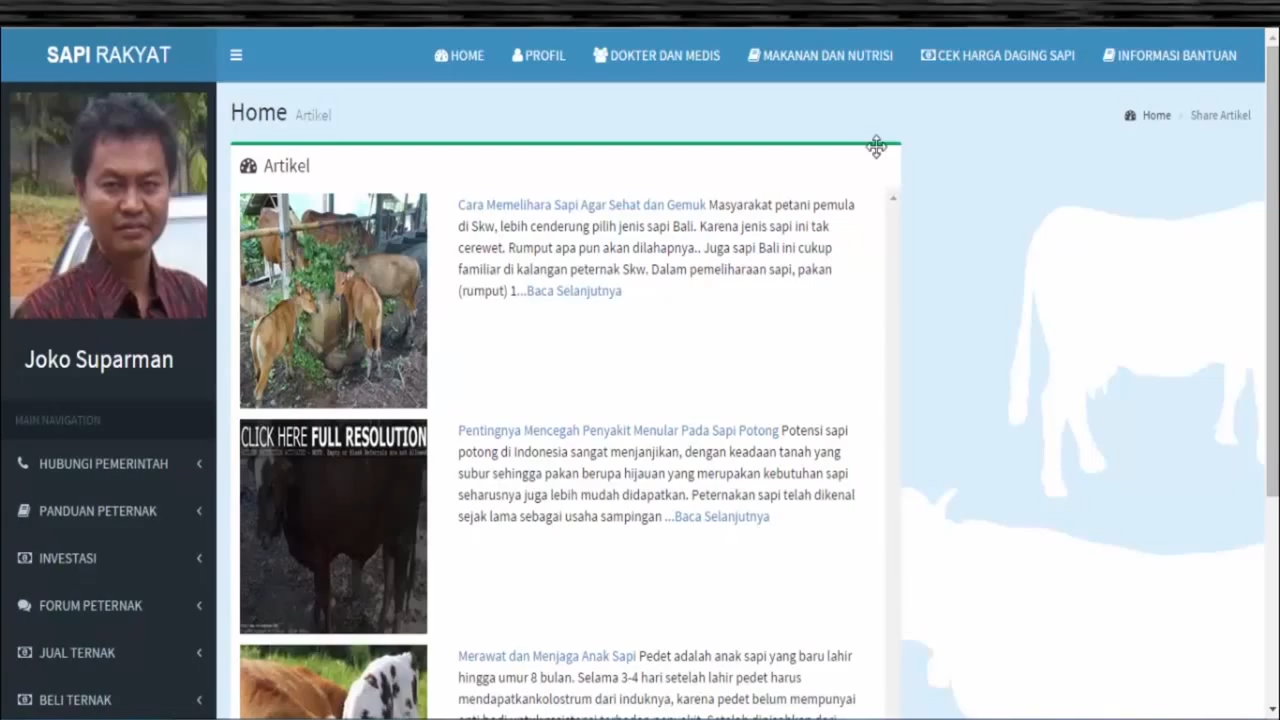 SAPI RAKYAT
HOME PROFIL DOKTER DAN MEDIS MAKANAN DAN NUTRISI CEK HARGA DAGING SAPI INFORMASI BANTUAN
Home Artikel
Home Share Artikel
Joko Suparman
MAIN NAVIGATION
HUBUNGI PEMERINTAH
PANDUAN PETERNAK
INVESTASI
FORUM PETERNAK
JUAL TERNAK
BELI TERNAK
Artikel
Cara Memelihara Sapi Agar Sehat dan Gemuk Masyarakat petani pemula
di Skw, lebih cenderung pilih jenis sapi Bali. Karena jenis sapi ini tak
cerewet. Rumput apa pun akan dilahapnya.. Juga sapi Bali ini cukup
familiar di kalangan peternak Skw. Dalam pemeliharaan sapi, pakan
(rumput) 1...Baca Selanjutnya
CLICK HERE FULL RESOLUTION
Pentingnya Mencegah Penyakit Menular Pada Sapi Potong Potensi sapi
potong di Indonesia sangat menjanjikan, dengan keadaan tanah yang
subur sehingga pakan berupa hijauan yang merupakan kebutuhan sapi
seharusnya juga lebih mudah didapatkan. Peternakan sapi telah dikenal
sejak lama sebagai usaha sampingan ...Baca Selanjutnya
Merawat dan Menjaga Anak Sapi Pedet adalah anak sapi yang baru lahir
hingga umur 8 bulan. Selama 3-4 hari setelah lahir pedet harus
mendapatkankolostrum dari induknya, karena pedet belum mempunyai